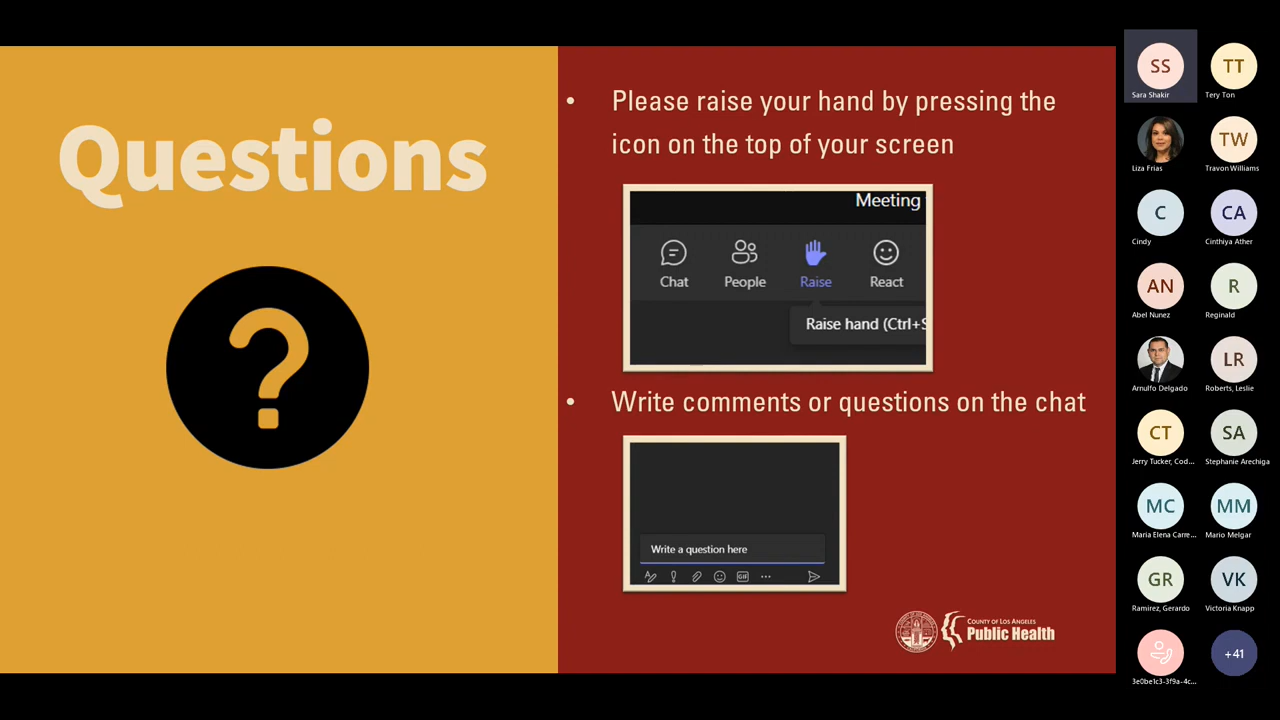 Questions
?
• Please raise your hand by pressing the
icon on the top of your screen
Meeting
Chat People Raise React
Raise hand (Ctrl+S
• Write comments or questions on the chat
Write a question here
GIF
COUNTY OF LOS ANGELES
Public Health
SS TT
Sara Shakir Tery Ton
TW
Liza Frias Travon Williams
C CA
Cindy Cinthiya Ather
AN R
Abel Nunez Reginald
LR
Arnulfo Delgado Roberts, Leslie
CT SA
Jerry Tucker, Cod... Stephanie Arechiga
MC MM
Maria Elena Carre... Mario Melgar
GR VK
Ramirez, Gerardo Victoria Knapp
+41
3e0be1c3-3f9a-4c...